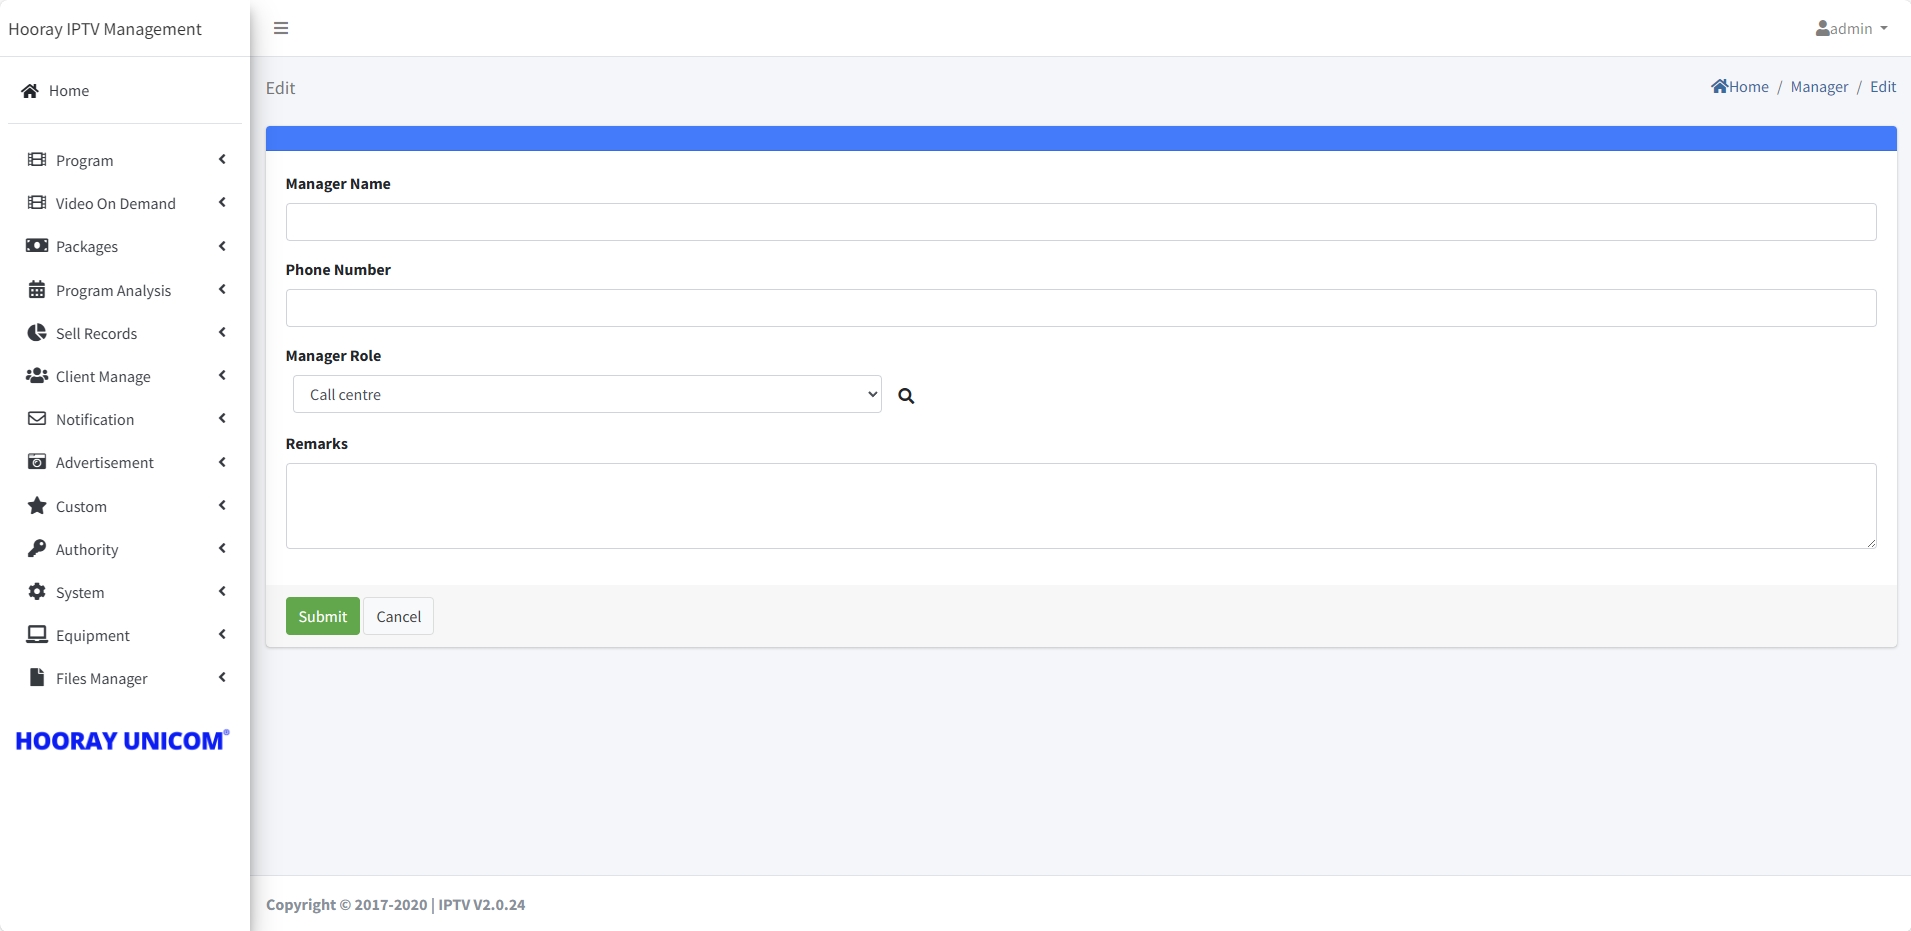 Hooray IPTV Management
admin
Home
Edit
Home / Manager / Edit
Program
Video On Demand
Packages
Program Analysis
Sell Records
Client Manage
Notification
Advertisement
Custom
Authority
System
Equipment
Files Manager
HOORAY UNICOM®
Manager Name
Phone Number
Manager Role
Call centre
Remarks
Submit
Cancel
Copyright © 2017-2020 | IPTV V2.0.24